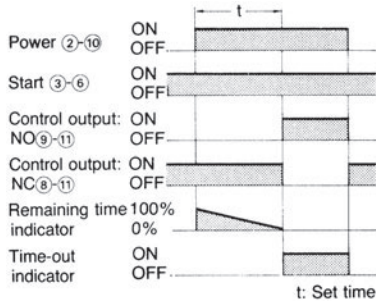 t
Power ②-⑩ ON
OFF
Start ③-⑥ ON
OFF
Control output: ON
NO⑨-⑪ OFF
Control output: ON
NC⑧-⑪ OFF
Remaining time 100%
indicator 0%
Time-out ON
indicator OFF
t: Set time